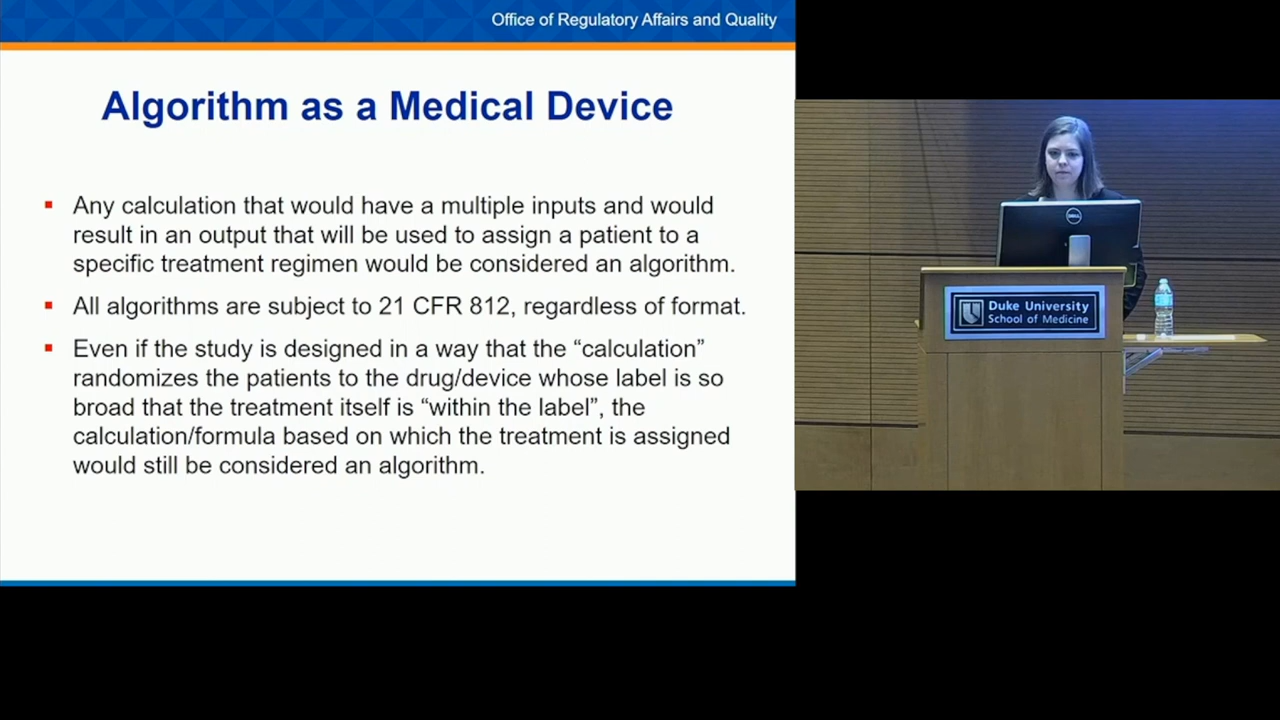 Office of Regulatory Affairs and Quality
Algorithm as a Medical Device
Any calculation that would have a multiple inputs and would
result in an output that will be used to assign a patient to a
specific treatment regimen would be considered an algorithm.
All algorithms are subject to 21 CFR 812, regardless of format.
Even if the study is designed in a way that the “calculation”
randomizes the patients to the drug/device whose label is so
broad that the treatment itself is “within the label”, the
calculation/formula based on which the treatment is assigned
would still be considered an algorithm.
DELL
Duke University
School of Medicine